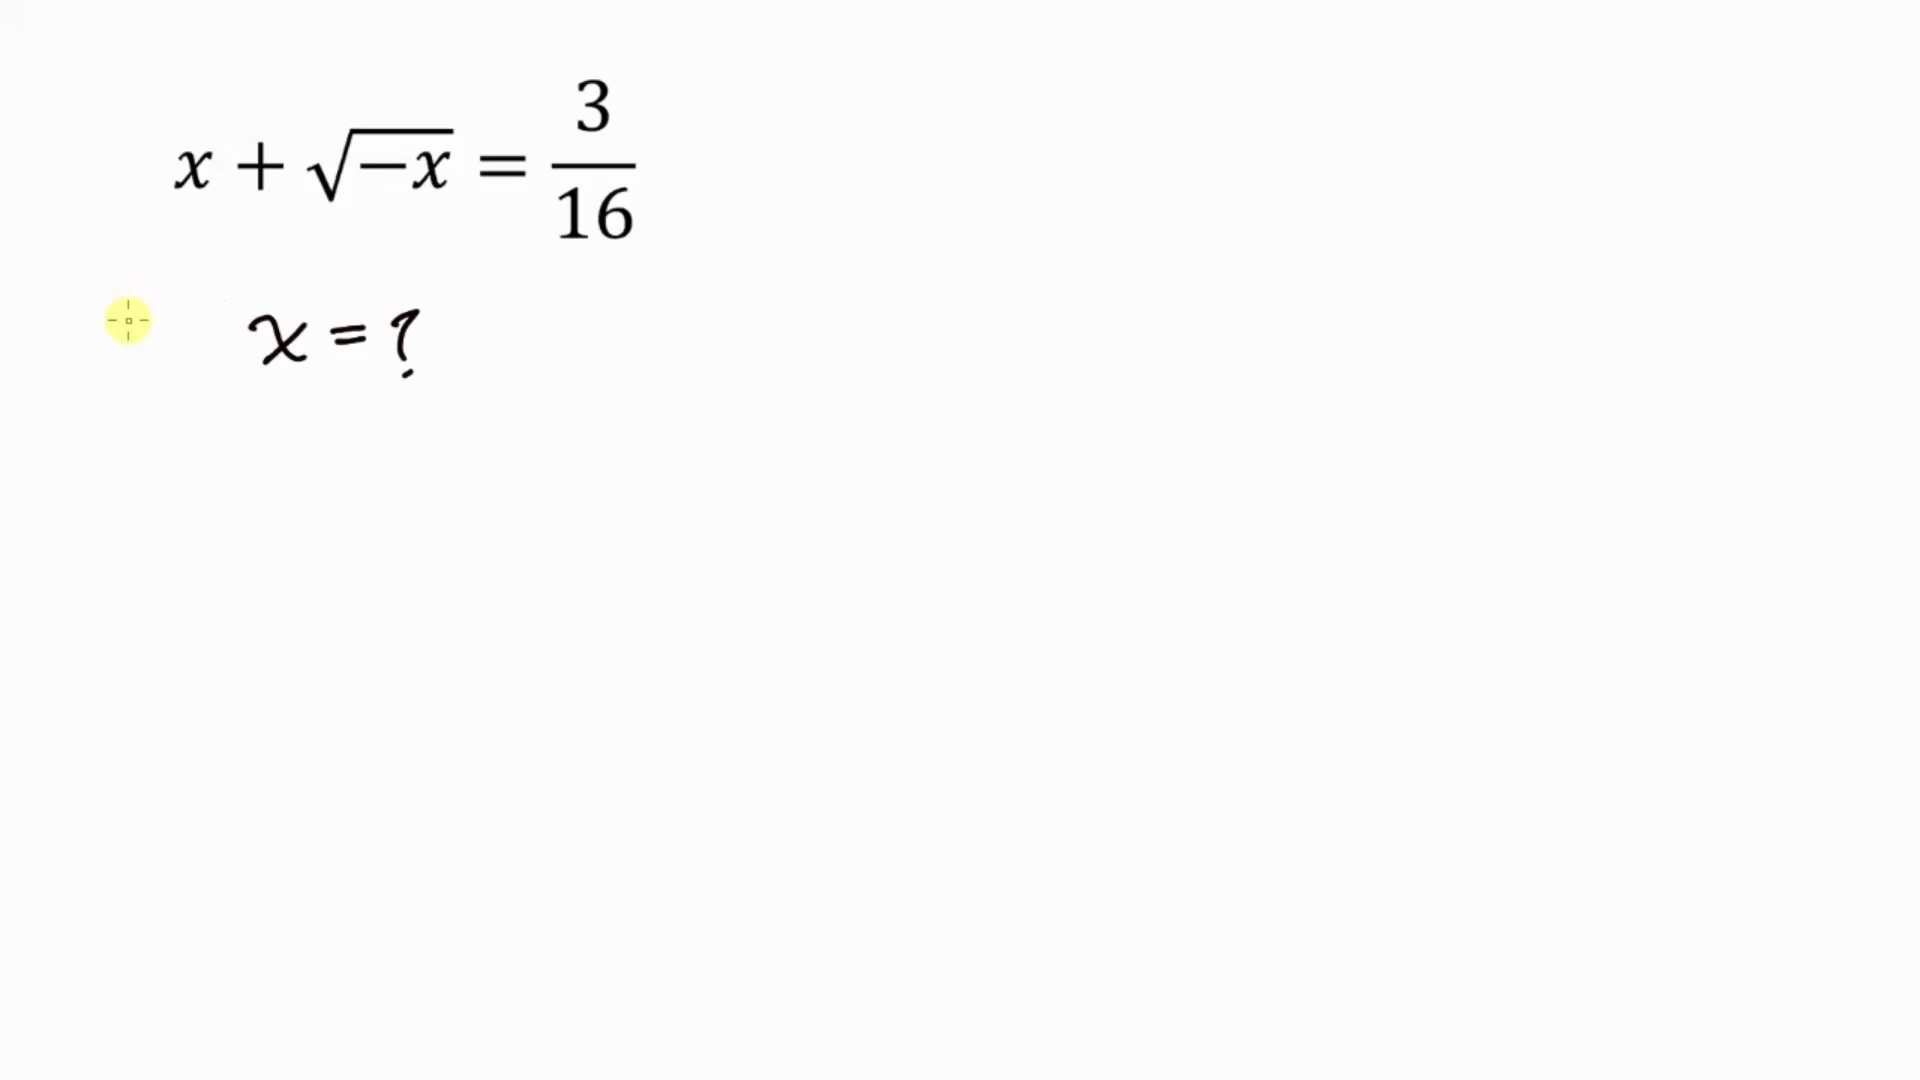 x + √−x = 3/16
x = ?